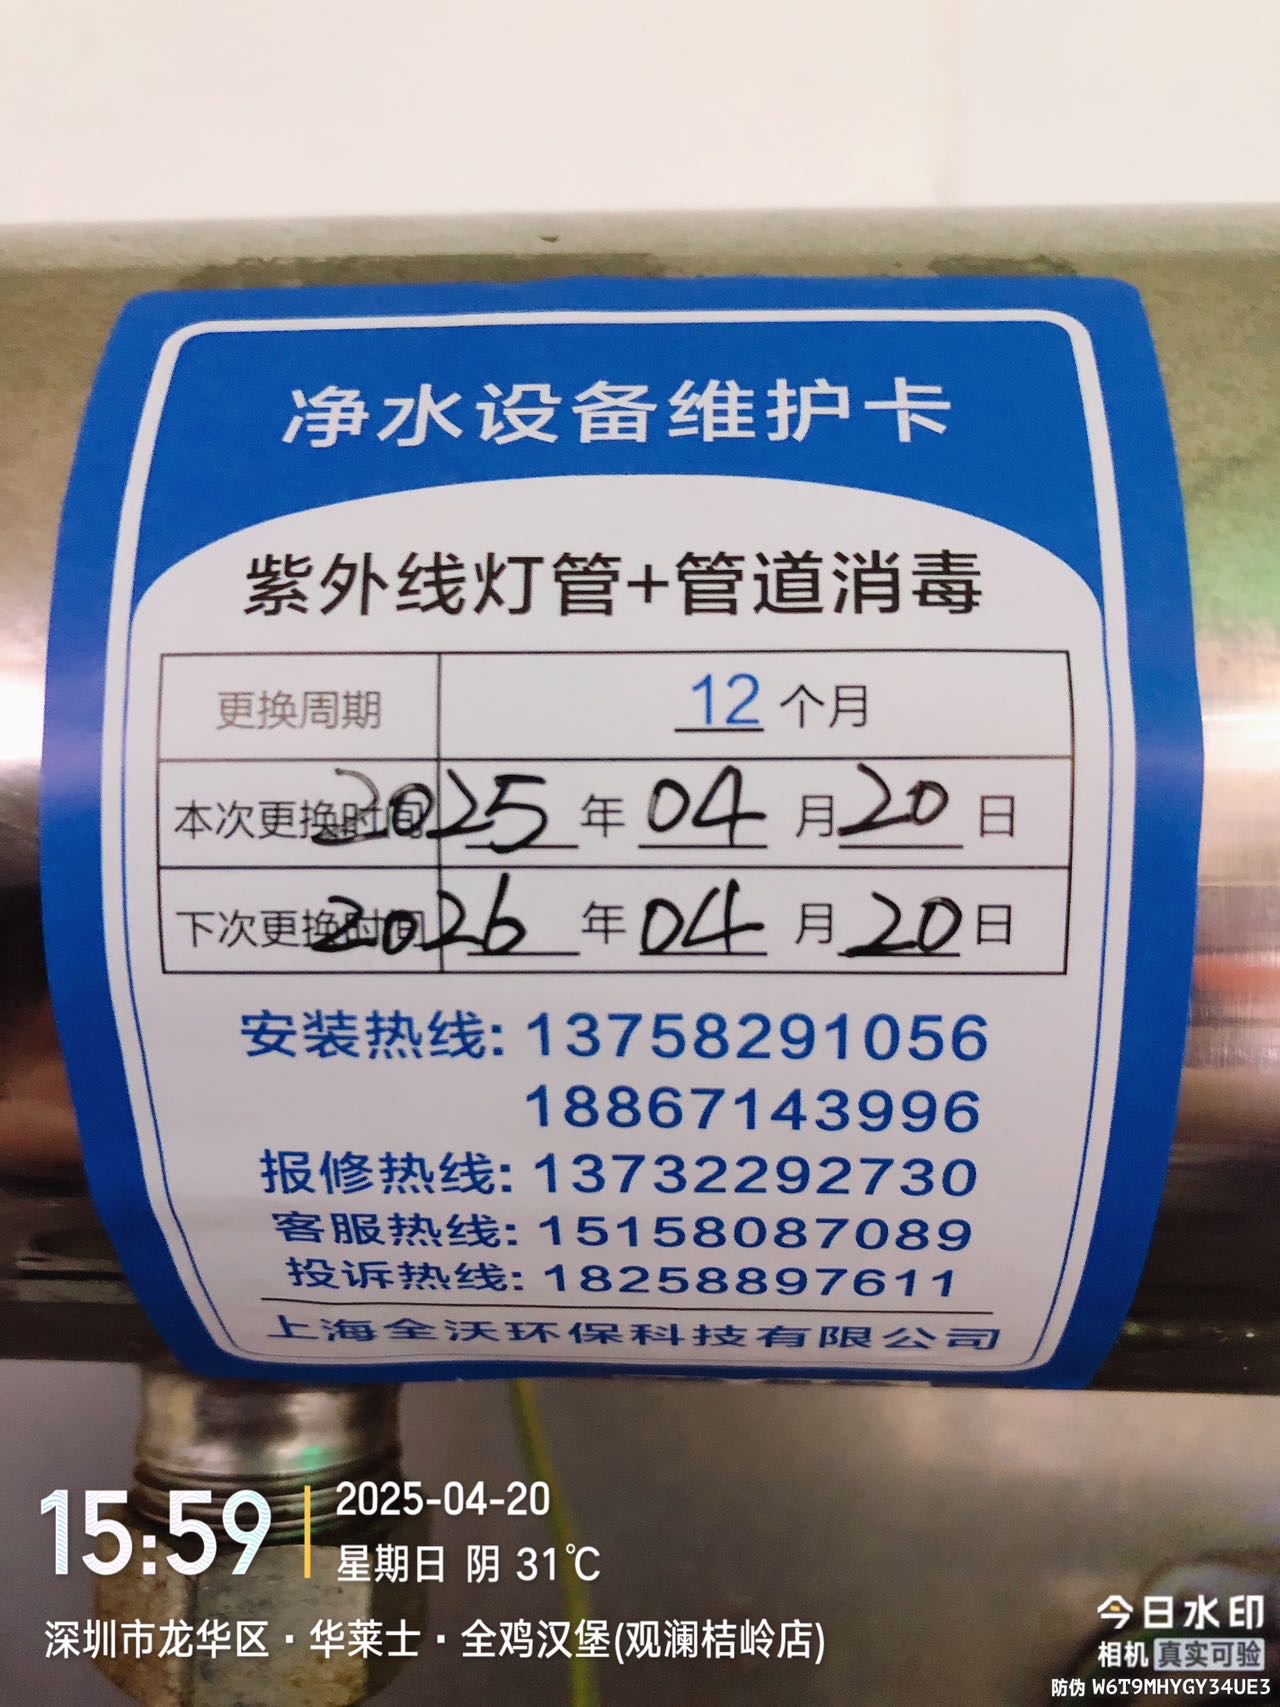 净水设备维护卡
紫外线灯管+管道消毒
更换周期 12 个月
本次更换时间 2025 年 04 月 20 日
下次更换时间 2026 年 04 月 20 日
安装热线: 13758291056
18867143996
报修热线: 13732292730
客服热线: 15158087089
投诉热线: 18258897611
上海全沃环保科技有限公司
15:59
2025-04-20
星期日 阴 31℃
深圳市龙华区·华莱士·全鸡汉堡(观澜桔岭店)
今日水印
相机 真实可验
防伪 W6T9MHYGY34UE3